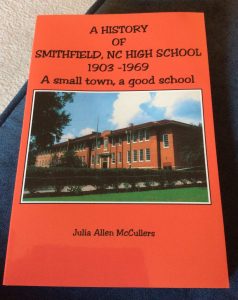 A HISTORY
OF
SMITHFIELD, NC HIGH SCHOOL
1903 -1969
A small town, a good school
Julia Allen McCullers